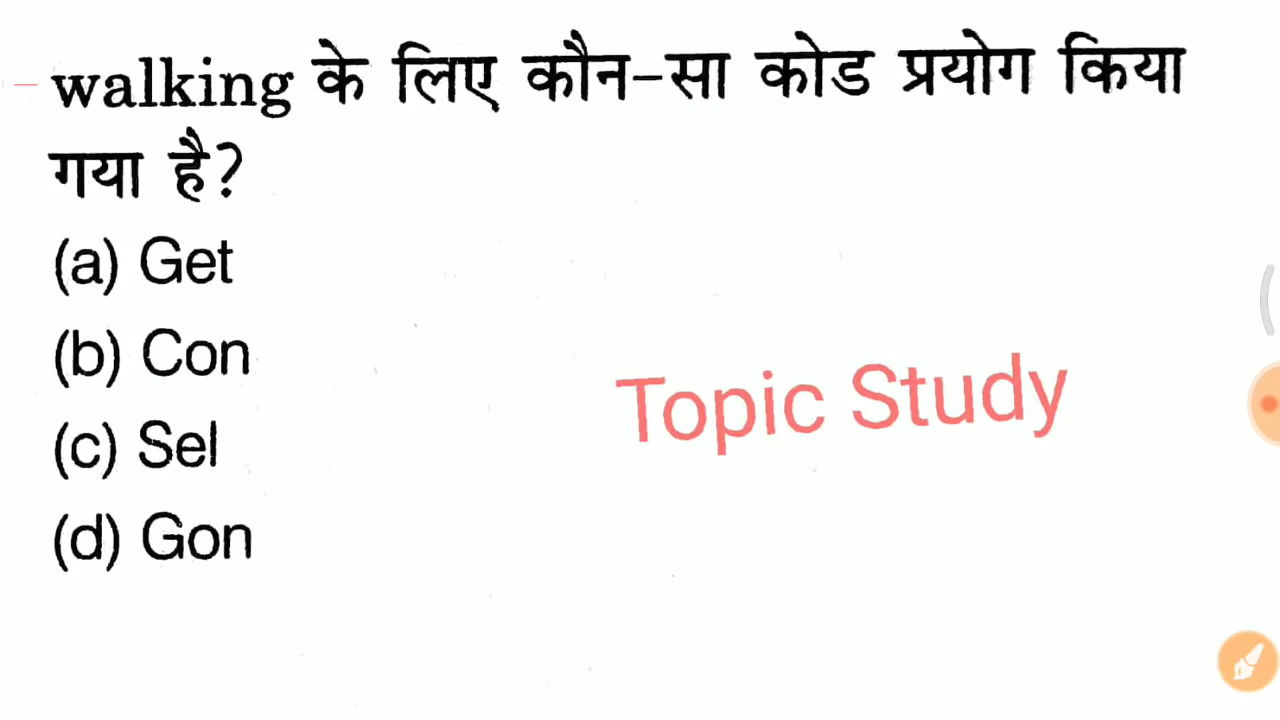 walking के लिए कौन-सा कोड प्रयोग किया
गया है?
(a) Get
(b) Con
(c) Sel
(d) Gon
Topic Study